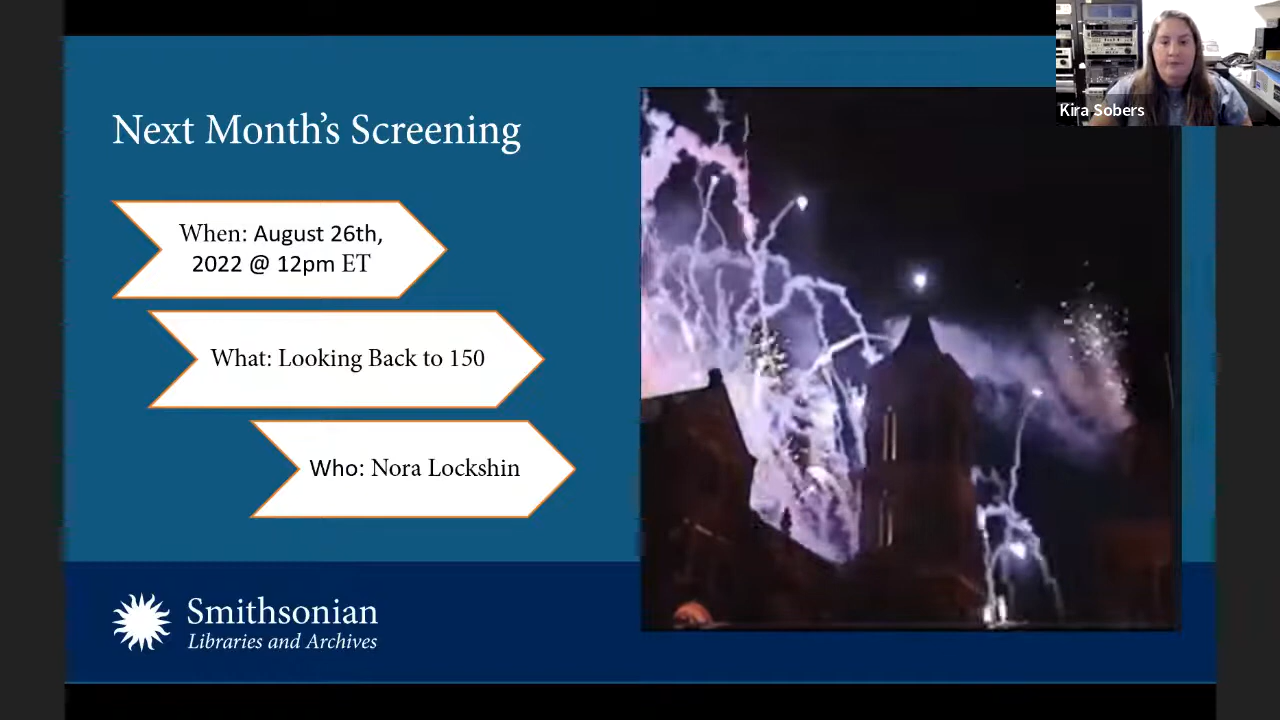 Kira Sobers
Next Month's Screening
When: August 26th,
2022 @ 12pm ET
What: Looking Back to 150
Who: Nora Lockshin
Smithsonian
Libraries and Archives